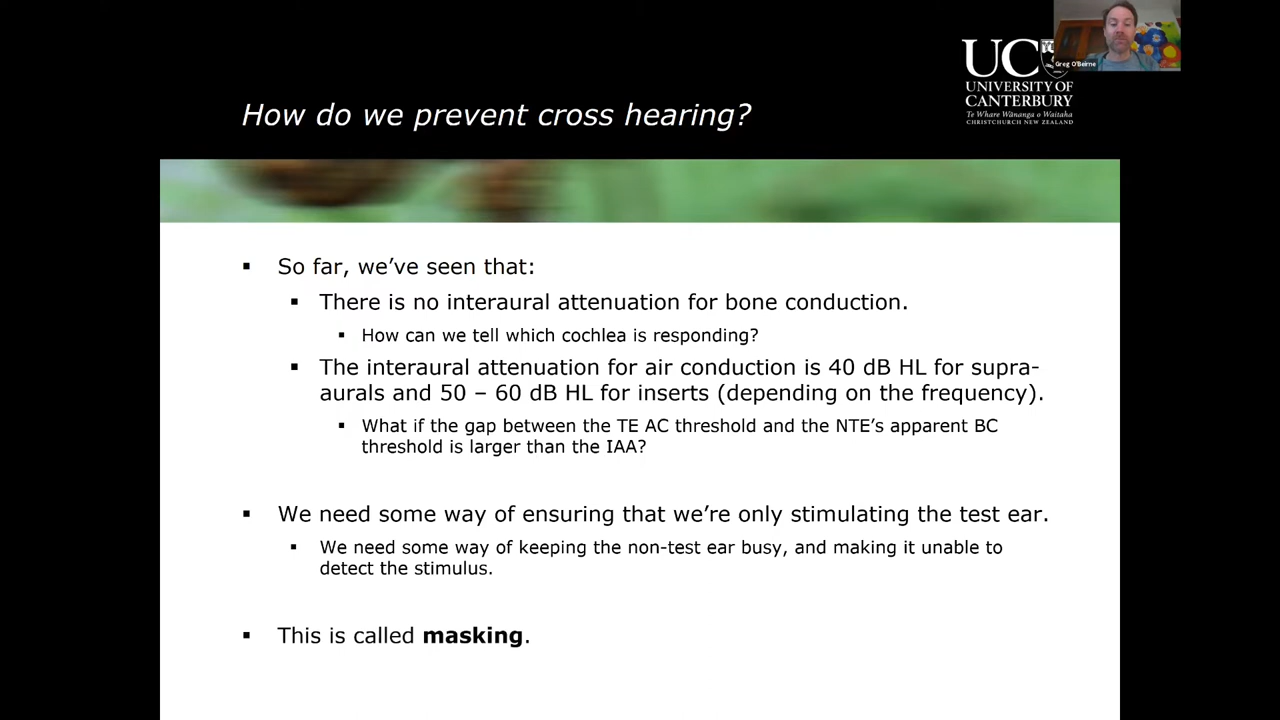 Greg O'Beirne
UC
UNIVERSITY OF
CANTERBURY
Te Whare Wānanga o Waitaha
CHRISTCHURCH NEW ZEALAND
How do we prevent cross hearing?
▪ So far, we've seen that:
▪ There is no interaural attenuation for bone conduction.
▪ How can we tell which cochlea is responding?
▪ The interaural attenuation for air conduction is 40 dB HL for supra-
aurals and 50 – 60 dB HL for inserts (depending on the frequency).
▪ What if the gap between the TE AC threshold and the NTE's apparent BC
threshold is larger than the IAA?
▪ We need some way of ensuring that we're only stimulating the test ear.
▪ We need some way of keeping the non-test ear busy, and making it unable to
detect the stimulus.
▪ This is called masking.